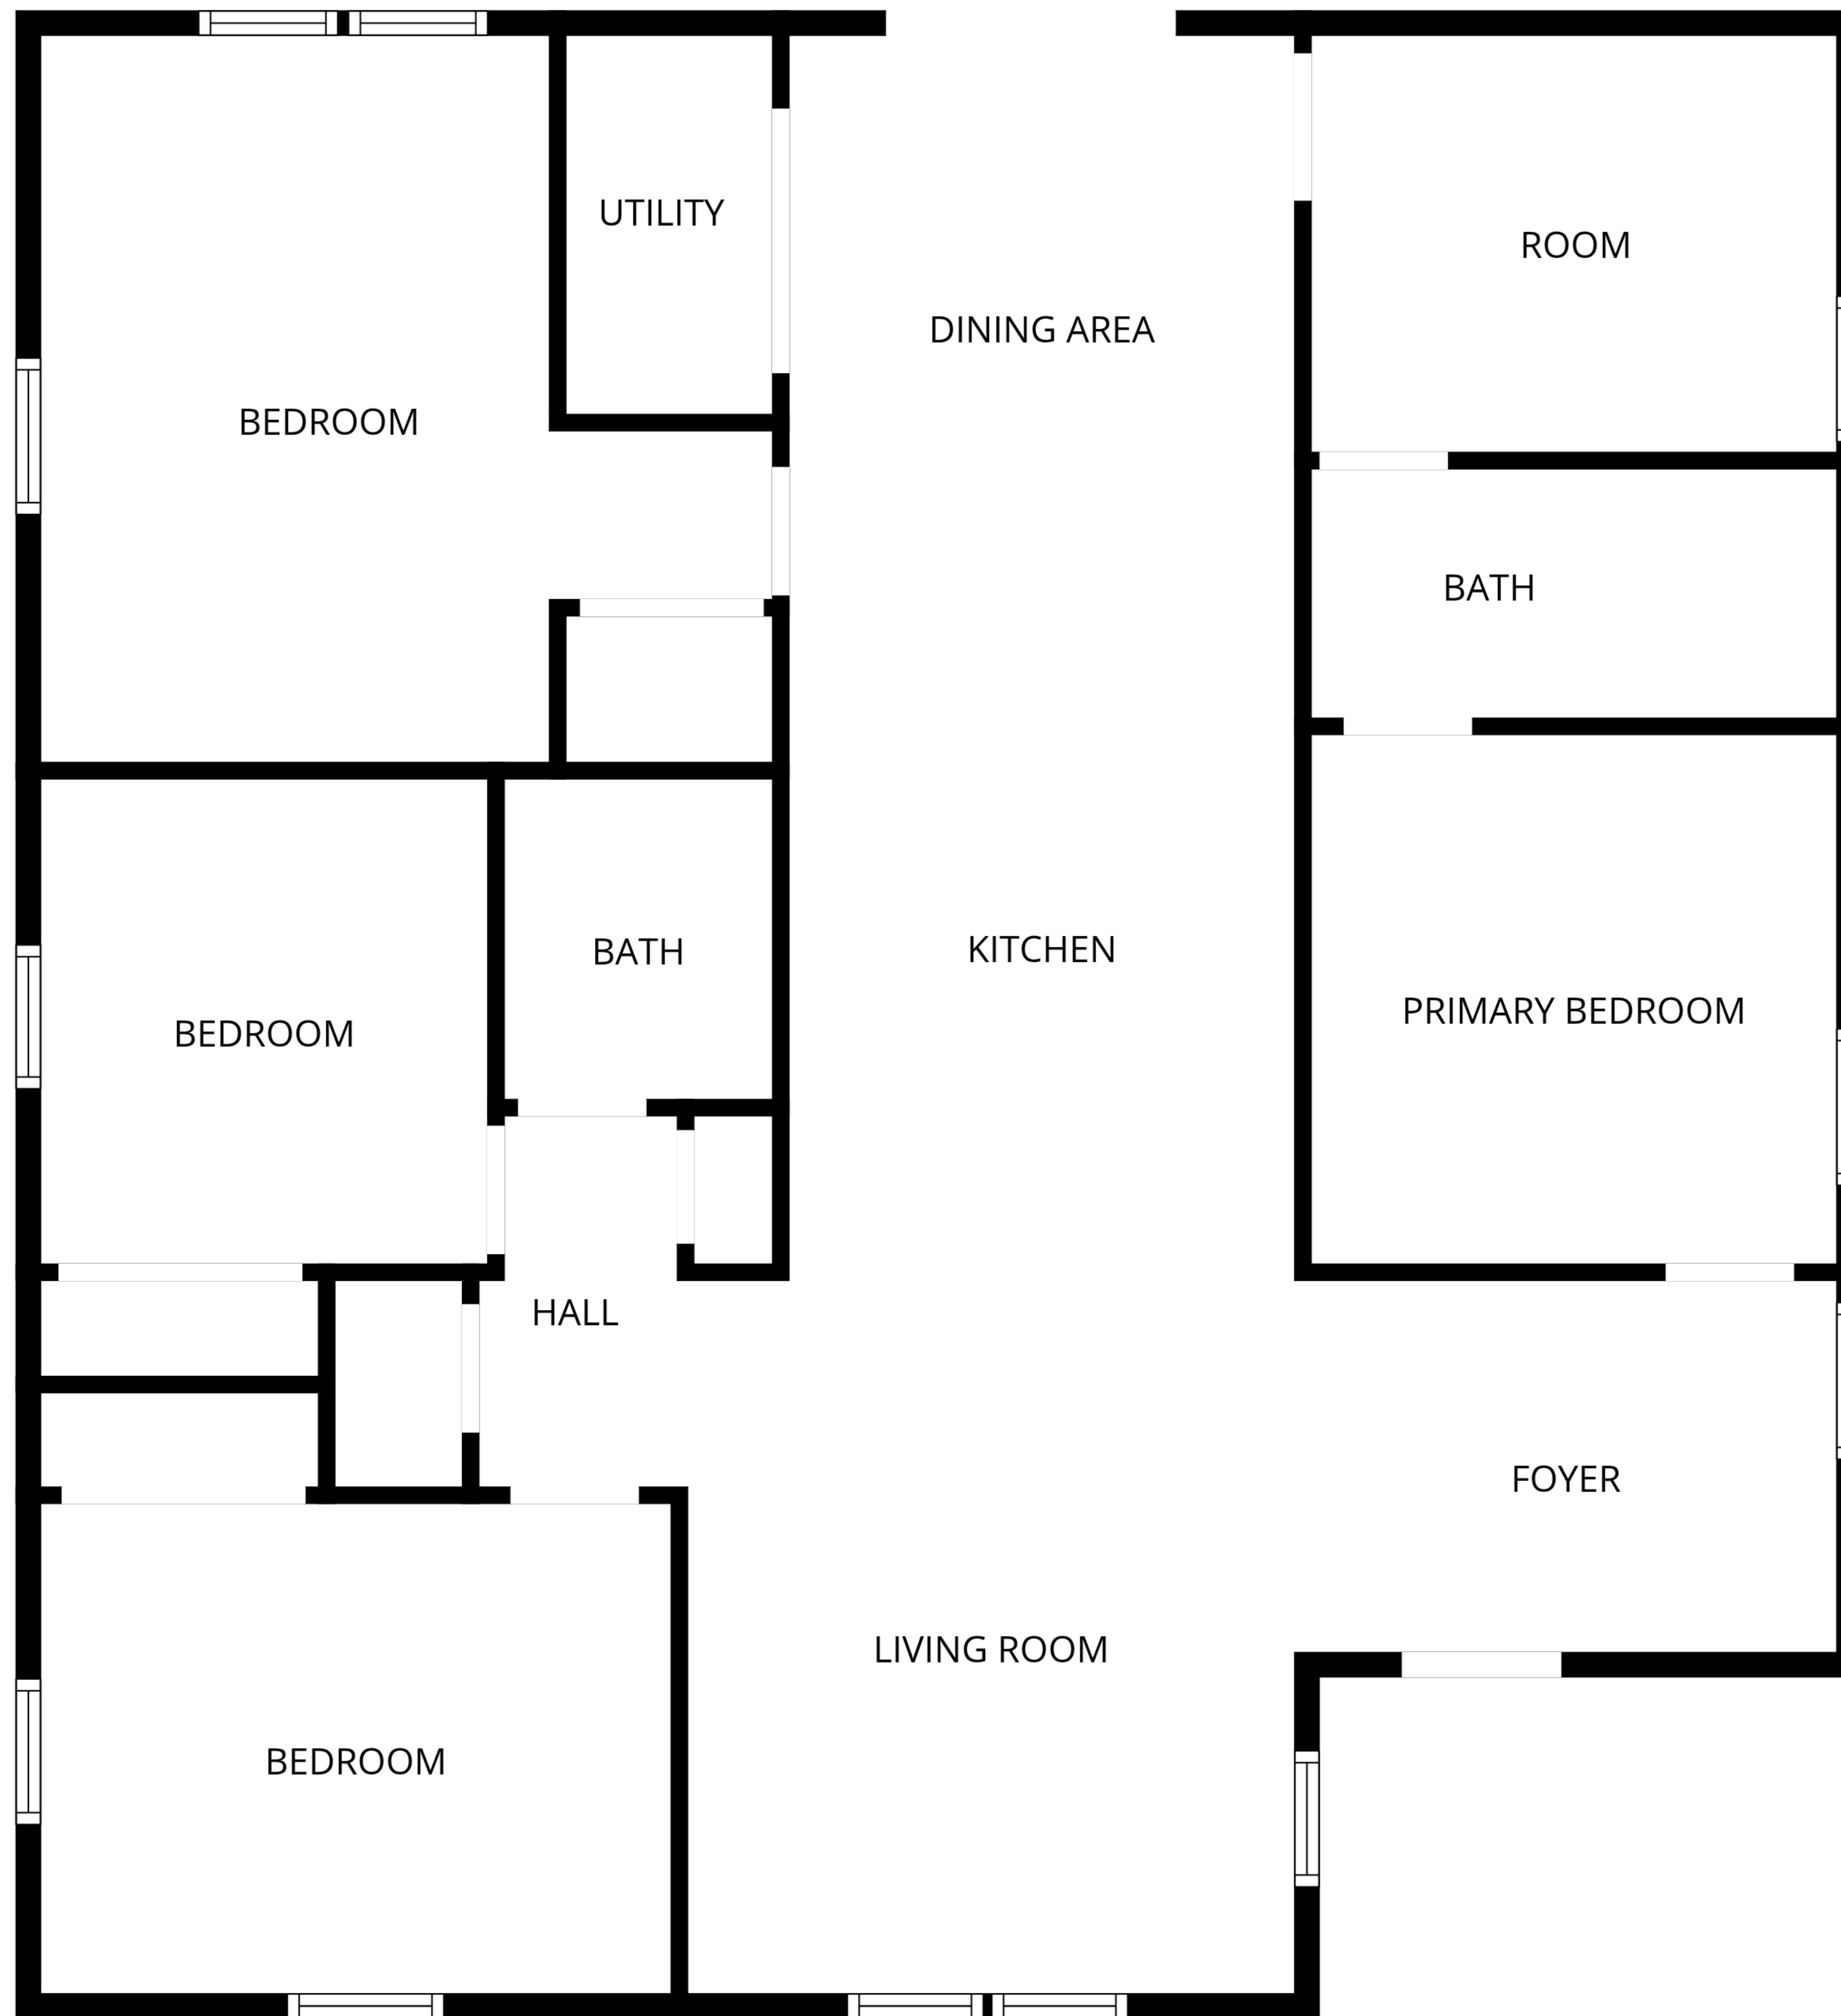 UTILITY
ROOM
DINING AREA
BEDROOM
BATH
BATH
KITCHEN
PRIMARY BEDROOM
BEDROOM
HALL
FOYER
LIVING ROOM
BEDROOM